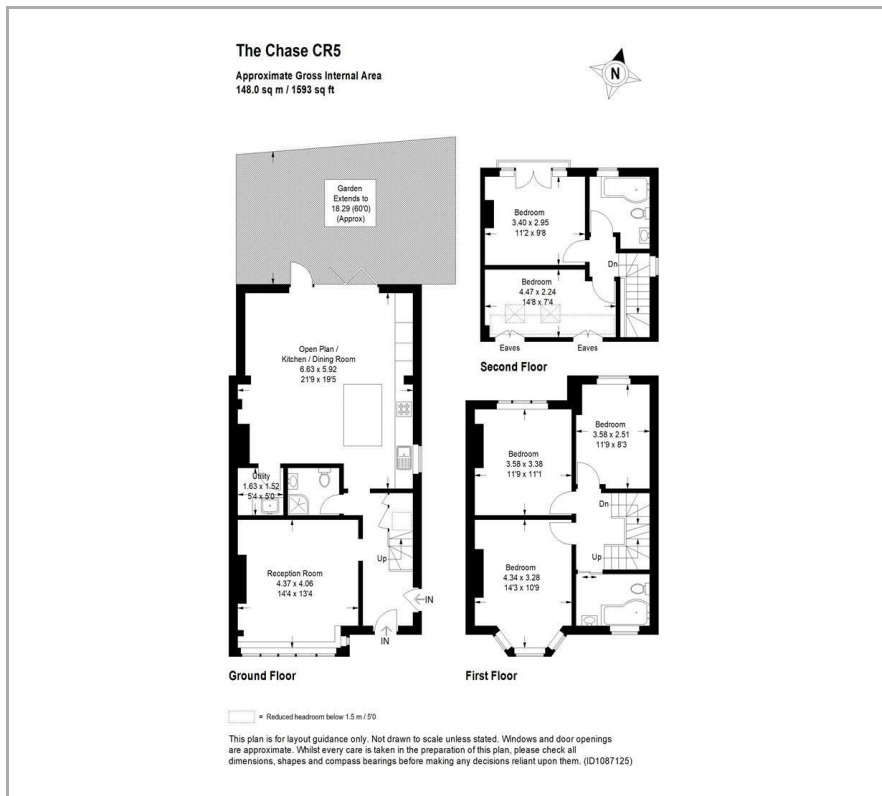 The Chase CR5
Approximate Gross Internal Area
148.0 sq m / 1593 sq ft
N
Garden
Extends to
18.29 (60'0)
(Approx)
Open Plan /
Kitchen / Dining Room
6.63 x 5.92
21'9 x 19'5
Utility
1.63 x 1.52
5'4 x 5'0
Up
Reception Room
4.37 x 4.06
14'4 x 13'4
IN
IN
Ground Floor
Bedroom
3.40 x 2.95
11'2 x 9'8
Dn
Bedroom
4.47 x 2.24
14'8 x 7'4
Eaves
Eaves
Second Floor
Bedroom
3.58 x 2.51
11'9 x 8'3
Bedroom
3.58 x 3.38
11'9 x 11'1
Dn
Up
Bedroom
4.34 x 3.28
14'3 x 10'9
First Floor
= Reduced headroom below 1.5 m / 5'0
This plan is for layout guidance only. Not drawn to scale unless stated. Windows and door openings
are approximate. Whilst every care is taken in the preparation of this plan, please check all
dimensions, shapes and compass bearings before making any decisions reliant upon them. (ID1087125)